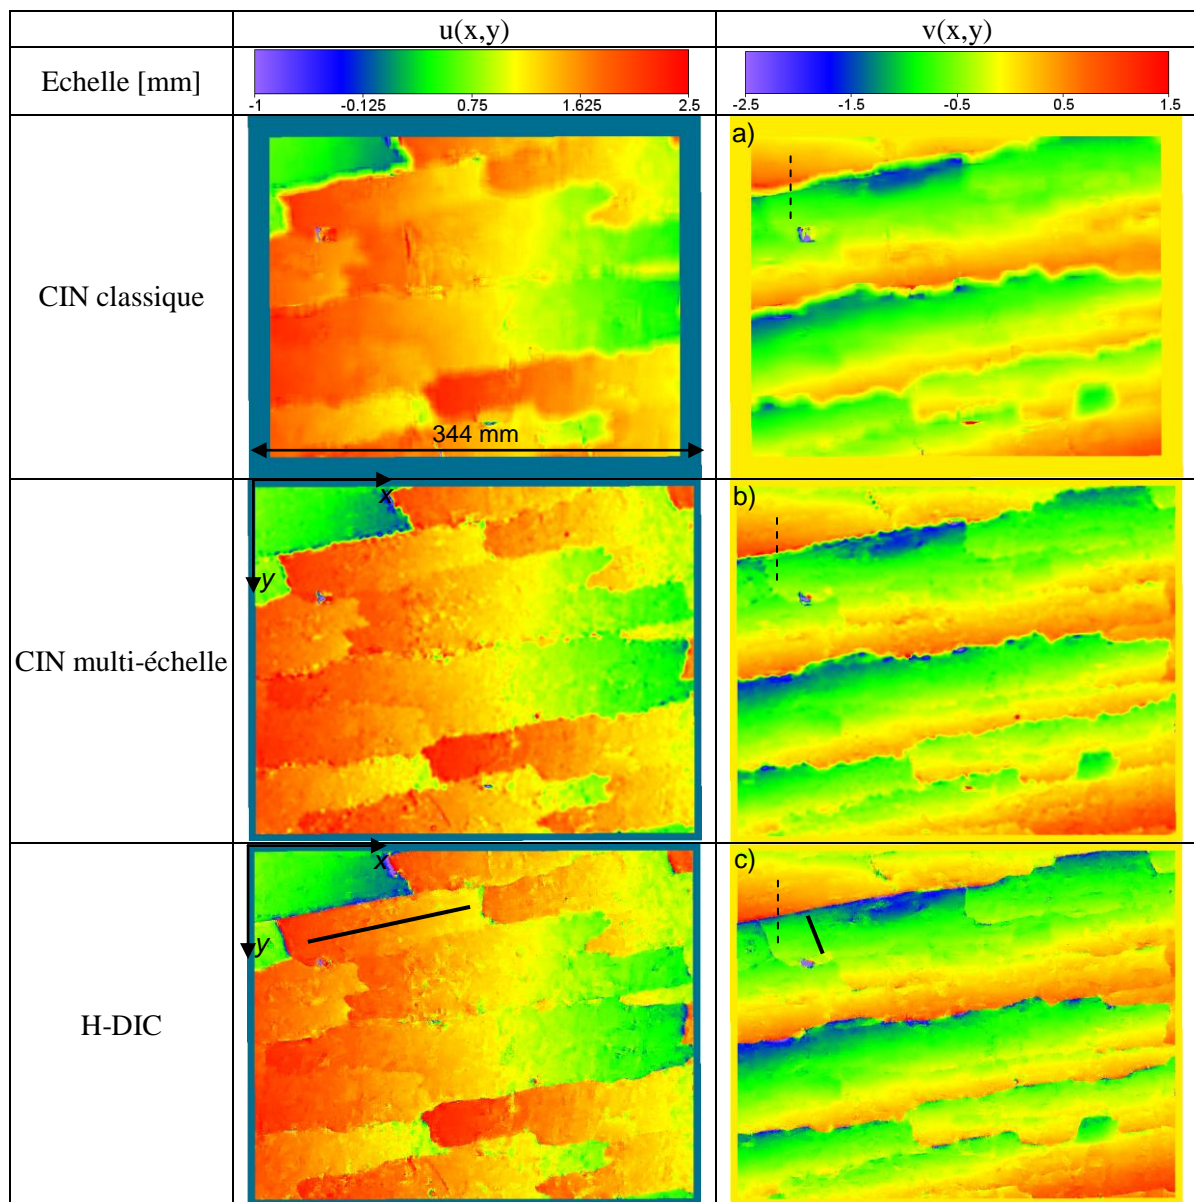 u(x,y) v(x,y)
Echelle [mm]
-1 -0.125 0.75 1.625 2.5
-2.5 -1.5 -0.5 0.5 1.5
CIN classique
a)
344 mm
CIN multi-échelle
x
y
b)
H-DIC
x
y
c)